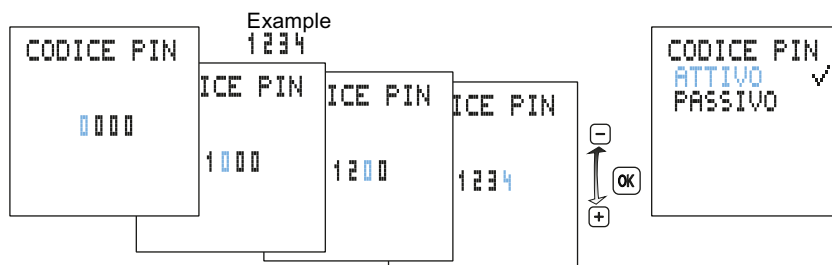 Example
1234
CODICE PIN
0000
ICE PIN
1000
ICE PIN
1200
ICE PIN
1234
−
OK
+
CODICE PIN
ATTIVO ✓
PASSIVO